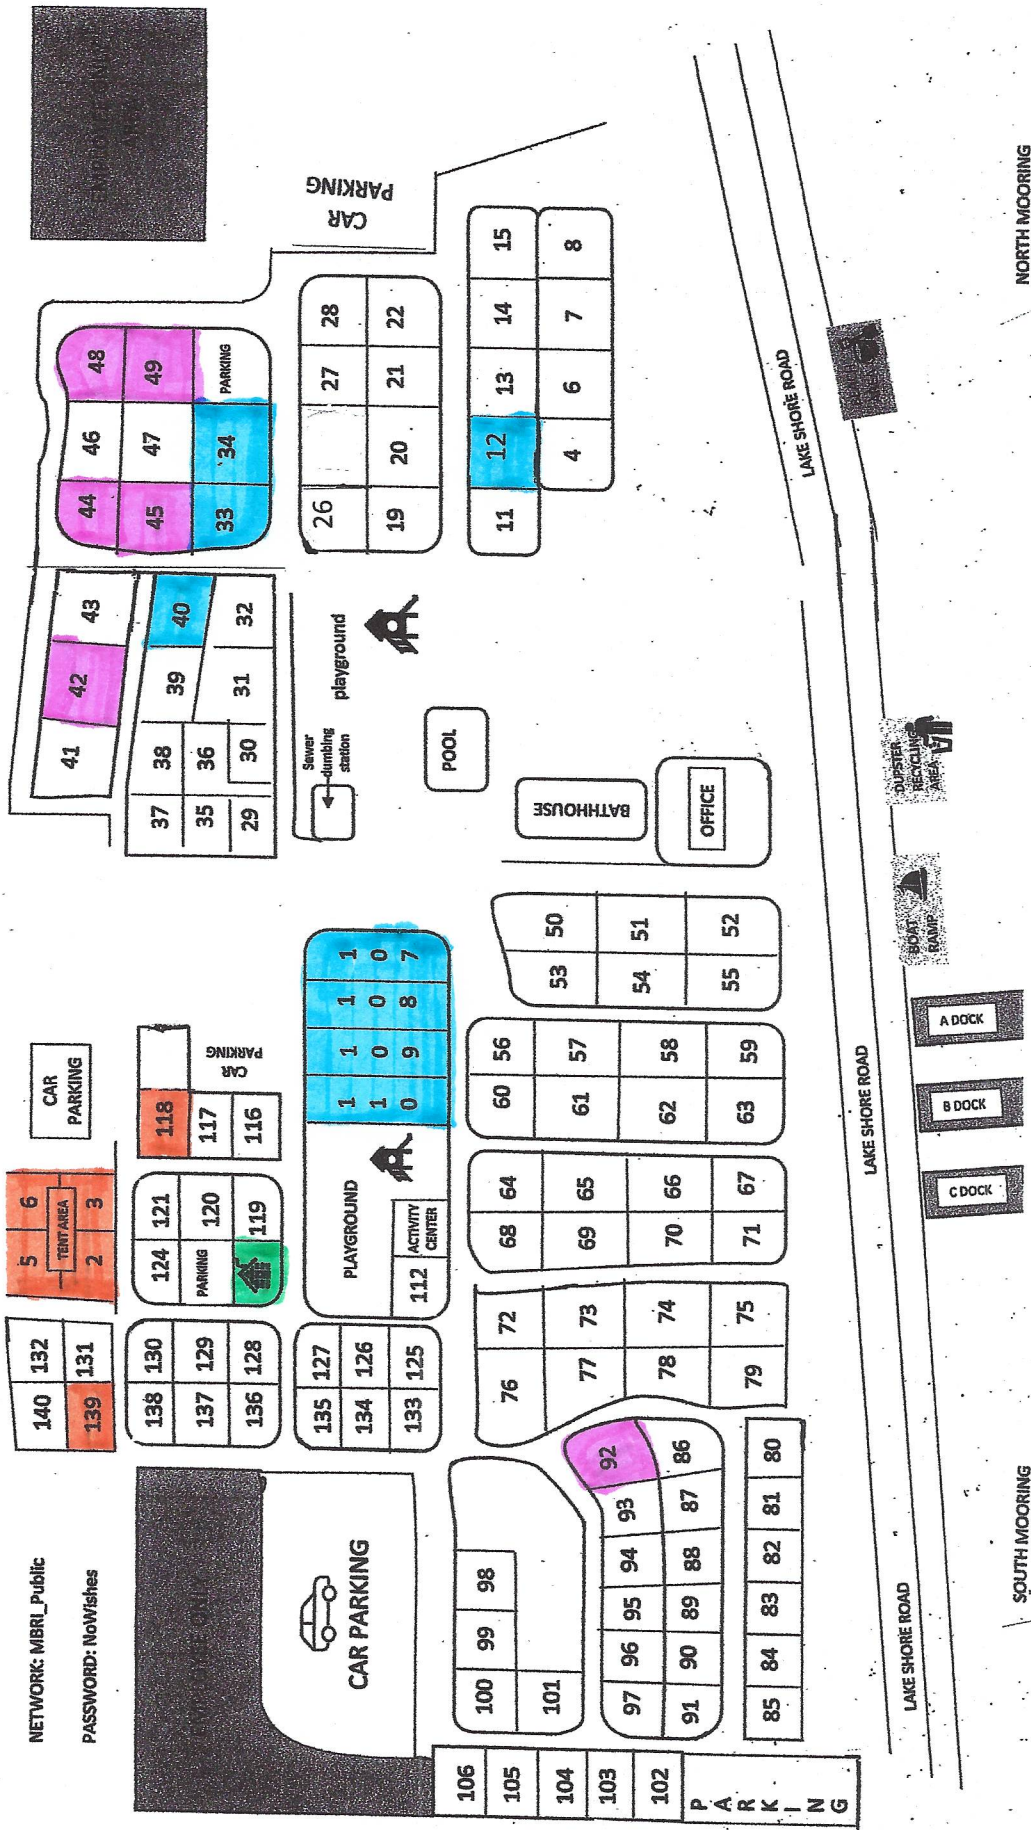 NETWORK: MBRI_Public
PASSWORD: NoWishes
140 132
139 131
5 6
TENT AREA
2 3
CAR
PARKING
41 42 43
44 46 48
45 47 49
33 34 PARKING
EMPLOYEE ONLY
AREA
EMPLOYEE ONLY
138 130
137 129
136 128
124 121
PARKING 120
119
118
117
116
CAR
PARKING
37 38 39 40
35 36
29 30 31 32
CAR PARKING
135 127
134 126
133 125
PLAYGROUND
112 ACTIVITY
CENTER
110 109 108 107
Sewer
dumbing
station
playground
POOL
26 27 28
19 20 21 22
CAR
PARKING
106
105
104
103
102
PARKING
100 99 98
101
97 96 95 94 93 92
91 90 89 88 87 86
85 84 83 82 81 80
76 72
77 73
78 74
79 75
68 64
69 65
70 66
71 67
60 56
61 57
62 58
63 59
53 50
54 51
55 52
BATHHOUSE
OFFICE
11 12 13 14 15
4 6 7 8
LAKE SHORE ROAD
LAKE SHORE ROAD
LAKE SHORE ROAD
C DOCK
B DOCK
A DOCK
BOAT
RAMP
DUPSTER
RECYCLING
AREA
SOUTH MOORING
NORTH MOORING